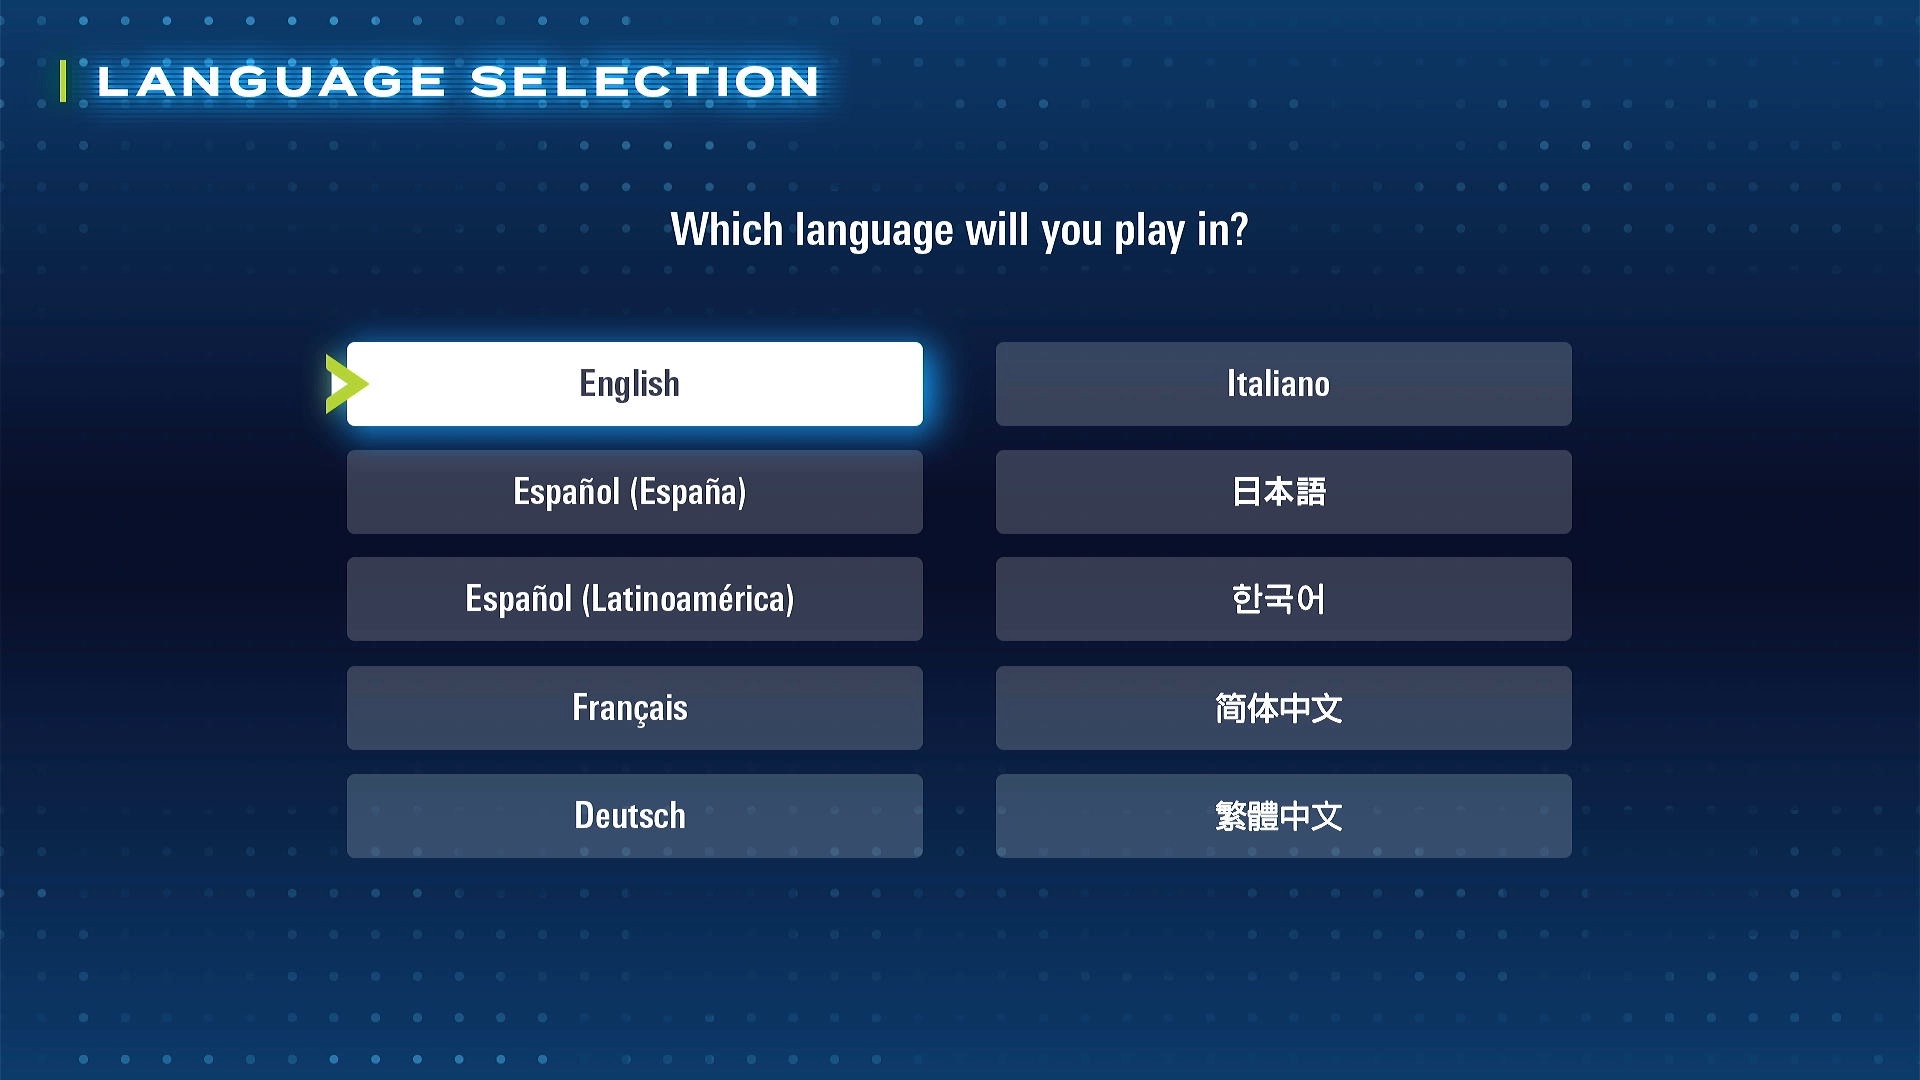 LANGUAGE SELECTION
Which language will you play in?
English
Español (España)
Español (Latinoamérica)
Français
Deutsch
Italiano
日本語
한국어
简体中文
繁體中文